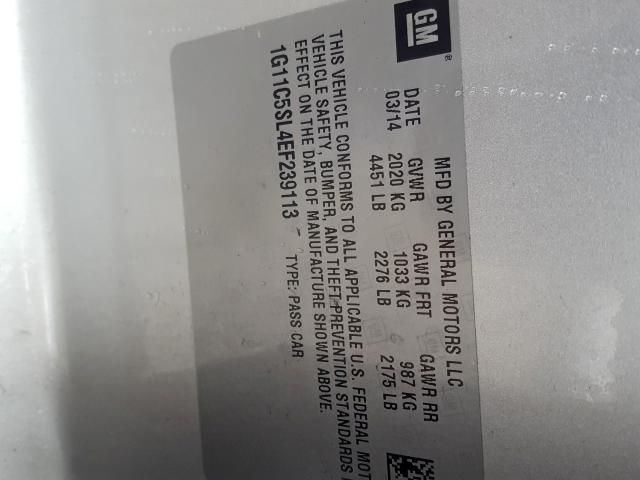 GM
®
MFD BY GENERAL MOTORS LLC
DATE GVWR GAWR FRT GAWR RR
03/14 2020 KG 1033 KG 987 KG
4451 LB 2276 LB 2175 LB
THIS VEHICLE CONFORMS TO ALL APPLICABLE U.S. FEDERAL MOT
VEHICLE SAFETY, BUMPER, AND THEFT PREVENTION STANDARDS
EFFECT ON THE DATE OF MANUFACTURE SHOWN ABOVE.
1G11C5SL4EF239113 TYPE: PASS CAR